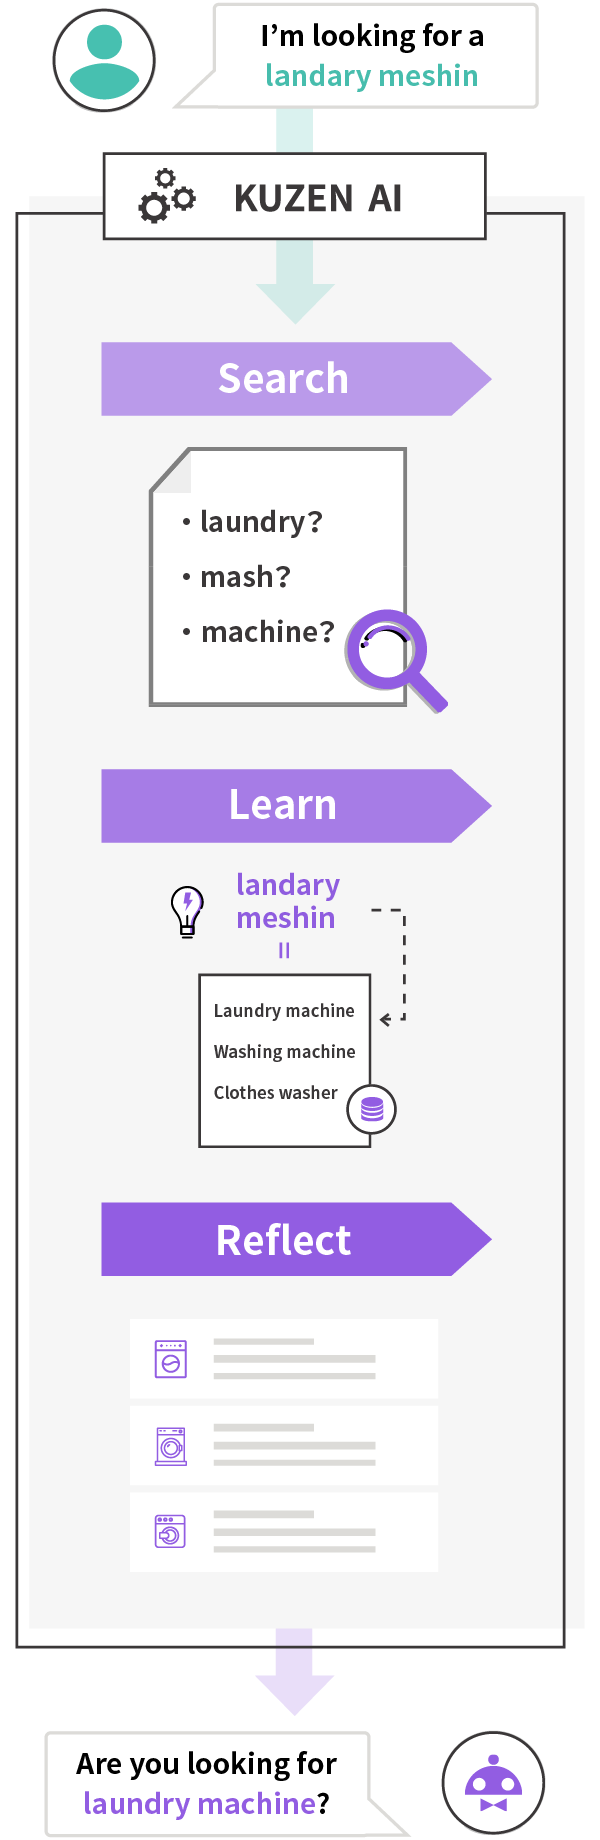 I’m looking for a
landary meshin
KUZEN AI
Search
・laundry?
・mash?
・machine?
Learn
landary
meshin
=
Laundry machine
Washing machine
Clothes washer
Reflect
Are you looking for
laundry machine?